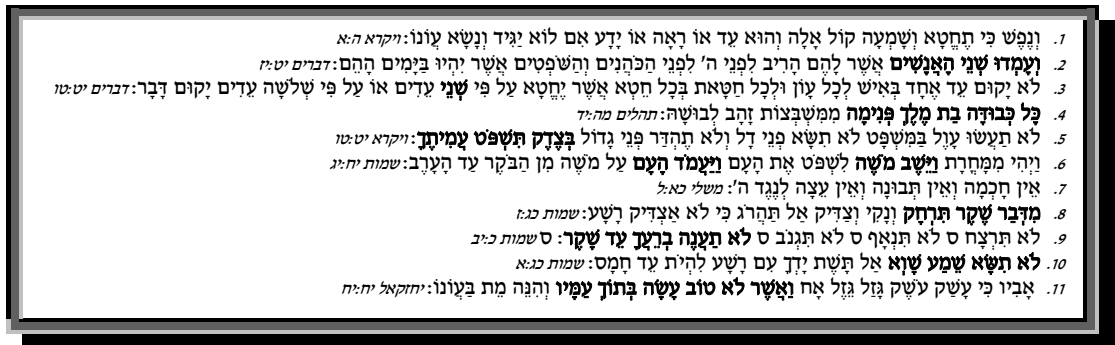 1. וְנֶפֶשׁ כִּי תֶחֱטָא וְשָׁמְעָה קוֹל אָלָה וְהוּא עֵד אוֹ רָאָה אוֹ יָדָע אִם לוֹא יַגִּיד וְנָשָׂא עֲוֹנוֹ: ויקרא ה:א
2. וְעָמְדוּ שְׁנֵי הָאֲנָשִׁים אֲשֶׁר לָהֶם הָרִיב לִפְנֵי ה' לִפְנֵי הַכֹּהֲנִים וְהַשֹּׁפְטִים אֲשֶׁר יִהְיוּ בַּיָּמִים הָהֵם: דברים יט:יז
3. לֹא יָקוּם עֵד אֶחָד בְּאִישׁ לְכָל עָוֹן וּלְכָל חַטָּאת בְּכָל חֵטְא אֲשֶׁר יֶחֱטָא עַל פִּי שְׁנֵי עֵדִים אוֹ עַל פִּי שְׁלֹשָׁה עֵדִים יָקוּם דָּבָר: דברים יט:טו
4. כָּל כְּבוּדָּה בַת מֶלֶךְ פְּנִימָה מִמִּשְׁבְּצוֹת זָהָב לְבוּשָׁהּ: תהלים מה:יד
5. לֹא תַעֲשׂוּ עָוֶל בַּמִּשְׁפָּט לֹא תִשָּׂא פְנֵי דָל וְלֹא תֶהְדַּר פְּנֵי גָדוֹל בְּצֶדֶק תִּשְׁפֹּט עֲמִיתֶךָ: ויקרא יט:טו
6. וַיְהִי מִמָּחֳרָת וַיֵּשֶׁב מֹשֶׁה לִשְׁפֹּט אֶת הָעָם וַיַּעֲמֹד הָעָם עַל מֹשֶׁה מִן הַבֹּקֶר עַד הָעָרֶב: שמות יח:יג
7. אֵין חָכְמָה וְאֵין תְּבוּנָה וְאֵין עֵצָה לְנֶגֶד ה': משלי כא:ל
8. מִדְּבַר שֶׁקֶר תִּרְחָק וְנָקִי וְצַדִּיק אַל תַּהֲרֹג כִּי לֹא אַצְדִּיק רָשָׁע: שמות כג:ז
9. לֹא תִרְצָח ס לֹא תִּנְאָף ס לֹא תִּגְנֹב ס לֹא תַעֲנֶה בְרֵעֲךָ עֵד שָׁקֶר: ס שמות כ:יב
10. לֹא תִשָּׂא שֵׁמַע שָׁוְא אַל תָּשֶׁת יָדְךָ עִם רָשָׁע לִהְיֹת עֵד חָמָס: שמות כג:א
11. אָבִיו כִּי עָשַׁק עֹשֶׁק גָּזַל גֵּזֶל אָח וַאֲשֶׁר לֹא טוֹב עָשָׂה בְּתוֹךְ עַמָּיו וְהִנֵּה מֵת בַּעֲוֹנוֹ: יחזקאל יח:יח